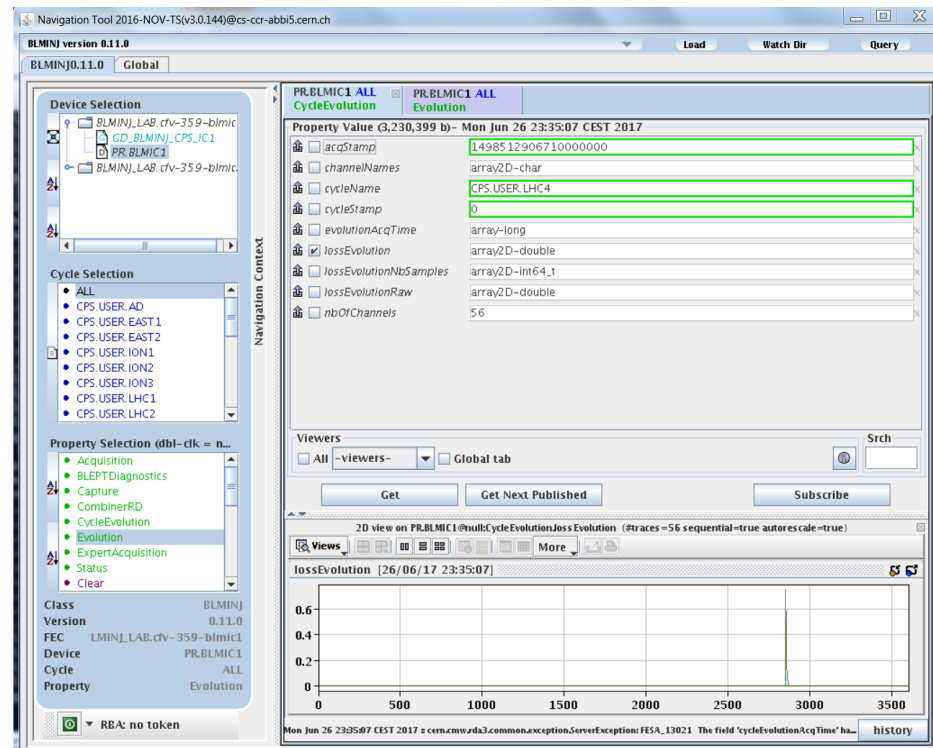 Navigation Tool 2016-NOV-TS(v3.0.144)@cs-ccr-abbi5.cern.ch
BLMINJ version 0.11.0
Load
Watch Dir
Query
BLMINJ0.11.0
Global
Device Selection
BLMINJ_LAB.cfv-359-blmic
GD_BLMINJ_CPS_IC1
PR.BLMIC1
BLMINJ_LAB.cfv-359-blmic.
Cycle Selection
ALL
CPS.USER.AD
CPS.USER.EAST1
CPS.USER.EAST2
CPS.USER.ION1
CPS.USER.ION2
CPS.USER.ION3
CPS.USER.LHC1
CPS.USER.LHC2
Property Selection (dbl-clk = n...
Acquisition
BLEPTDiagnostics
Capture
CombinerRD
CycleEvolution
Evolution
ExpertAcquisition
Status
Clear
Class BLMINJ
Version 0.11.0
FEC LMINJ_LAB.cfv-359-blmic1
Device PR.BLMIC1
Cycle ALL
Property Evolution
RBA: no token
Navigation Context
PR.BLMIC1 ALL
CycleEvolution
PR.BLMIC1 ALL
Evolution
Property Value (3,230,399 b)- Mon Jun 26 23:35:07 CEST 2017
acqStamp 1498512906710000000
channelNames array2D-char
cycleName CPS.USER.LHC4
cycleStamp 0
evolutionAcqTime array-long
lossEvolution array2D-double
lossEvolutionNbSamples array2D-int64_t
lossEvolutionRaw array2D-double
nbOfChannels 56
Viewers
All
-viewers-
Global tab
Srch
Get
Get Next Published
Subscribe
2D view on PR.BLMIC1@null:CycleEvolution.lossEvolution (#traces=56 sequential=true autorescale=true)
Views
More
lossEvolution [26/06/17 23:35:07]
0.6
0.4
0.2
0
0 500 1000 1500 2000 2500 3000 3500
Mon Jun 26 23:35:07 CEST 2017 : cern.cmw.rda3.common.exception.ServerException: FESA_13021 The field 'cycleEvolutionAcqTime' ha...
history